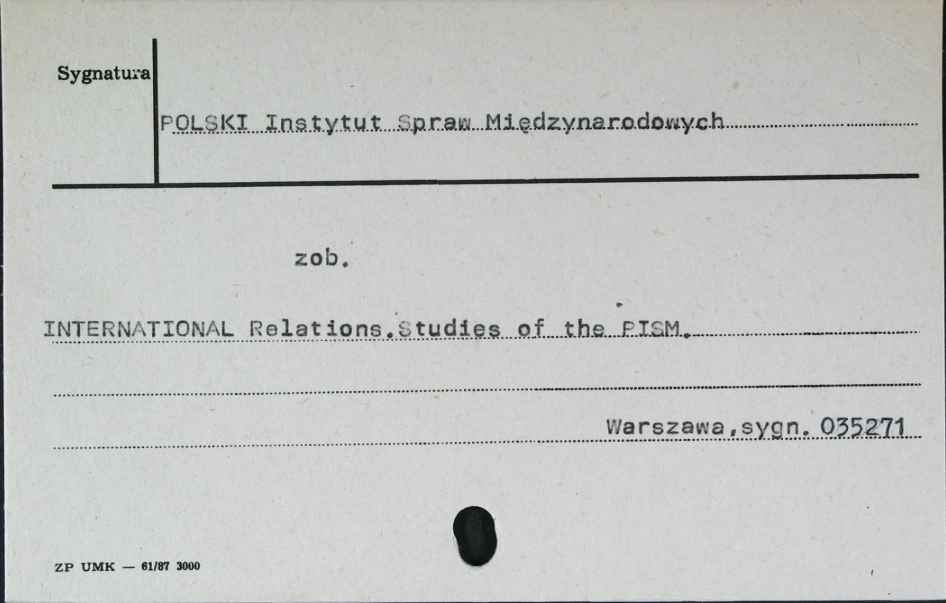 Sygnatura
POLSKI Instytut Spraw Międzynarodowych
zob.
INTERNATIONAL Relations.Studies of the PISM.
Warszawa,sygn. 035271
ZP UMK — 61/87 3000